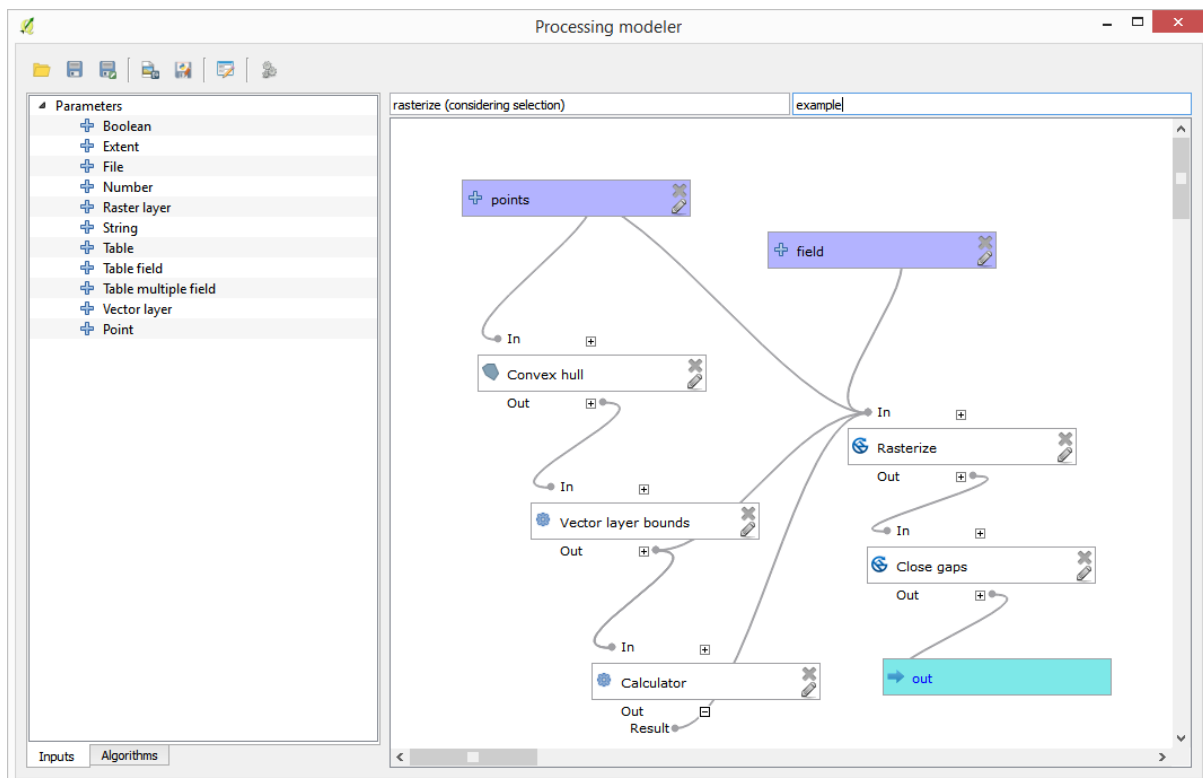 Processing modeler
Parameters
Boolean
Extent
File
Number
Raster layer
String
Table
Table field
Table multiple field
Vector layer
Point
Inputs
Algorithms
rasterize (considering selection)
example
points
field
In
Convex hull
Out
In
Rasterize
Out
In
Vector layer bounds
Out
In
Close gaps
Out
In
Calculator
Out
Result
out